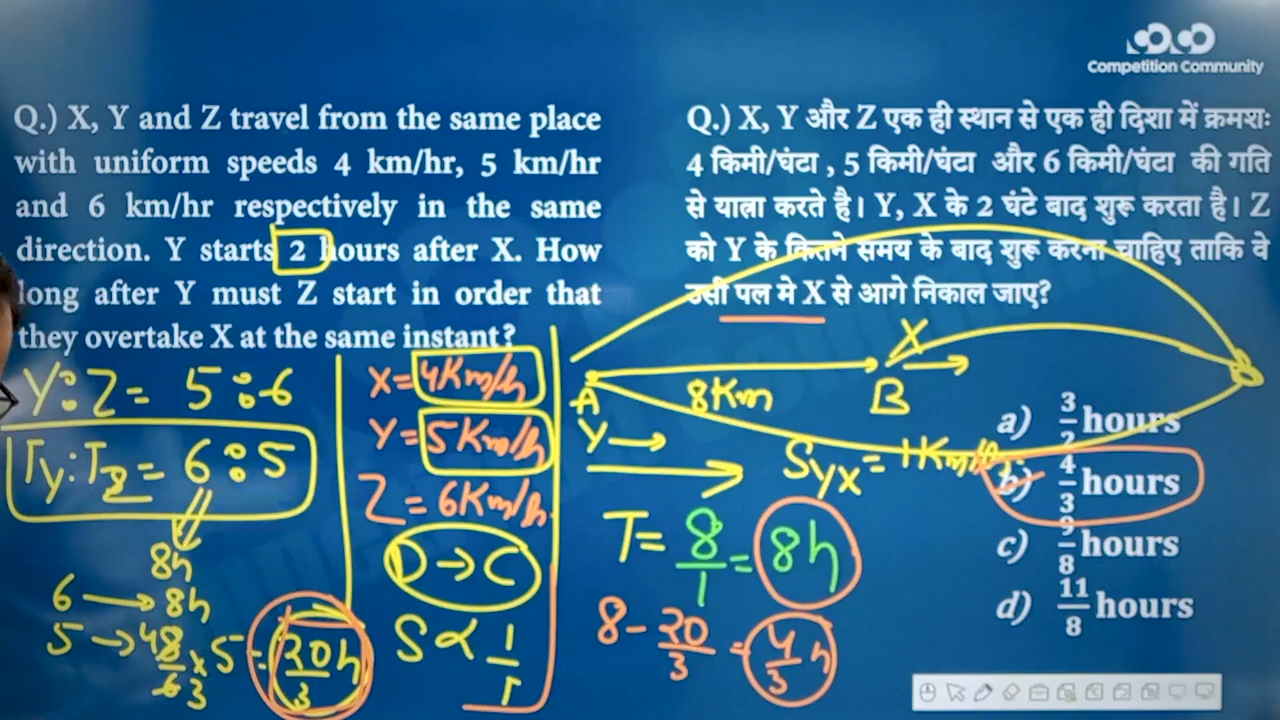 Competition Community
Q.) X, Y and Z travel from the same place
with uniform speeds 4 km/hr, 5 km/hr
and 6 km/hr respectively in the same
direction. Y starts 2 hours after X. How
long after Y must Z start in order that
they overtake X at the same instant?
Q.) X, Y और Z एक ही स्थान से एक ही दिशा में क्रमशः
4 किमी/घंटा , 5 किमी/घंटा और 6 किमी/घंटा की गति
से यात्रा करते है। Y, X के 2 घंटे बाद शुरू करता है। Z
को Y के कितने समय के बाद शुरू करना चाहिए ताकि वे
उसी पल मे X से आगे निकाल जाए?
a) 3/2 hours
b) 4/3 hours
c) 9/8 hours
d) 11/8 hours
Y:Z = 5:6
Ty:Tz = 6:5
8h
6 → 8h
5 → 48/6 3 × 5 = 20/3 h
X = 4Km/h
Y = 5Km/h
Z = 6Km/h
D → C
S ∝ 1/T
A 8Km B X
Y →
Syx = 1Km/h
T = 8/1 = 8h
8 - 20/3 = 4/3 h